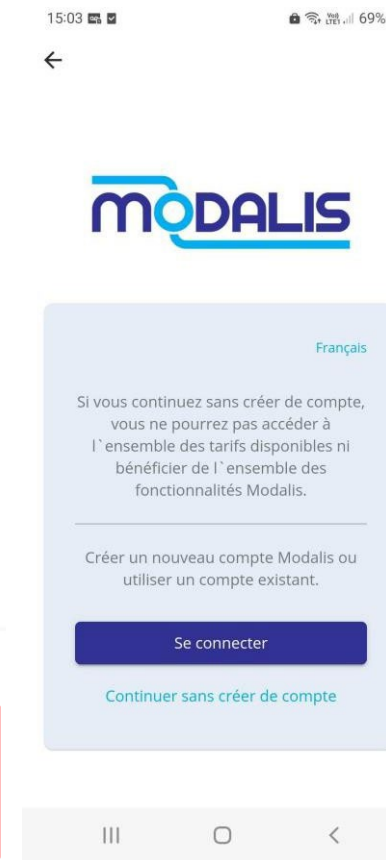 15:03
Voi) LTE1 69%
MODALIS
Français
Si vous continuez sans créer de compte,
vous ne pourrez pas accéder à
l`ensemble des tarifs disponibles ni
bénéficier de l`ensemble des
fonctionnalités Modalis.
Créer un nouveau compte Modalis ou
utiliser un compte existant.
Se connecter
Continuer sans créer de compte